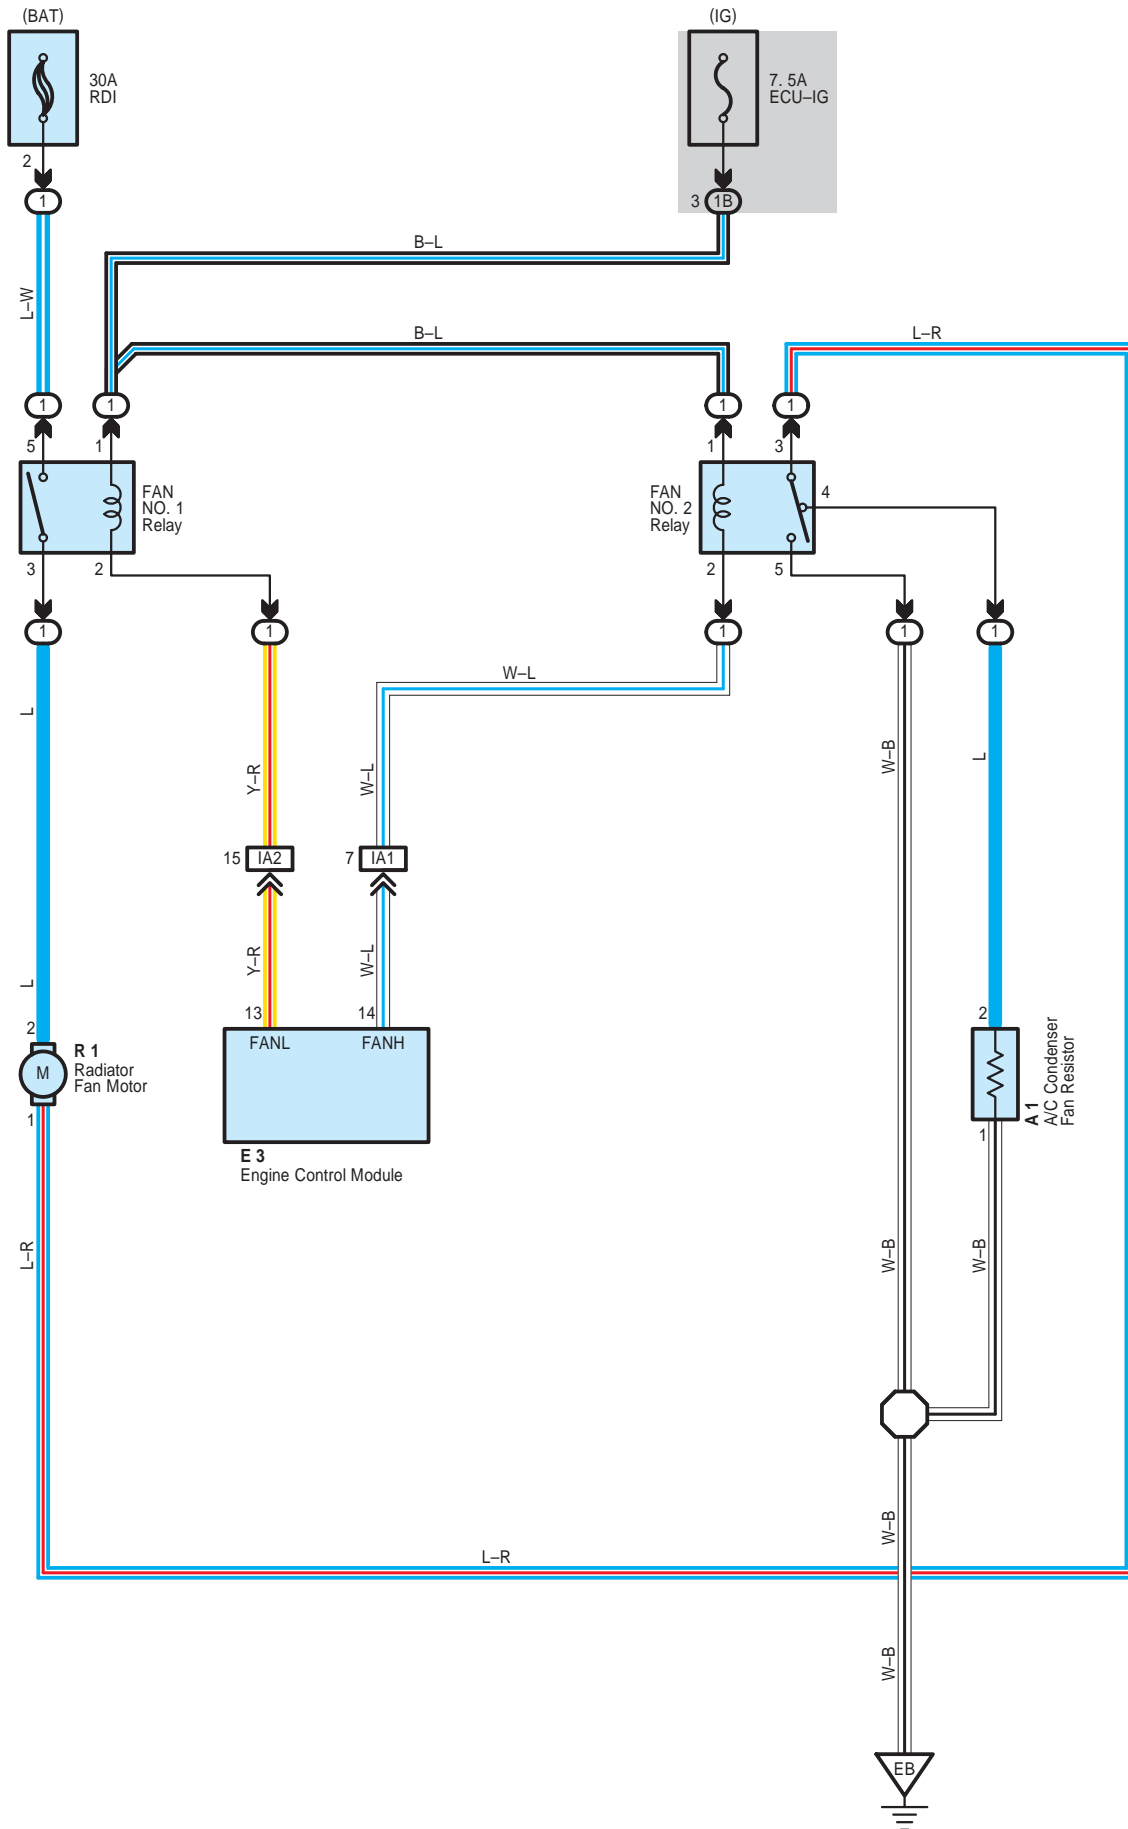 (BAT)
(IG)
30A
RDI
7. 5A
ECU–IG
2
1
3
1B
B–L
L–W
B–L
L–R
1
1
1
1
5
1
1
3
FAN
NO. 1
Relay
FAN
NO. 2
Relay
4
3
2
2
5
1
1
1
1
1
W–L
L
Y–R
W–L
W–B
L
15
IA2
7
IA1
L
Y–R
W–L
2
13
14
2
FANL
FANH
M
R 1
Radiator
Fan Motor
1
A 1
A/C Condenser
Fan Resistor
1
E 3
Engine Control Module
L–R
W–B
W–B
W–B
L–R
W–B
EB